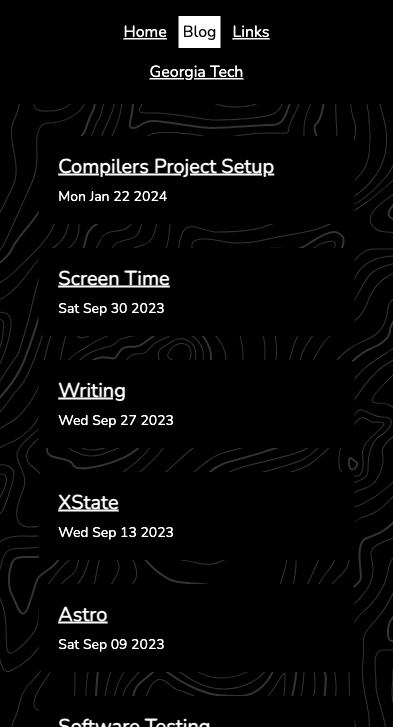 Home Blog Links
Georgia Tech
Compilers Project Setup
Mon Jan 22 2024
Screen Time
Sat Sep 30 2023
Writing
Wed Sep 27 2023
XState
Wed Sep 13 2023
Astro
Sat Sep 09 2023
Software Testing